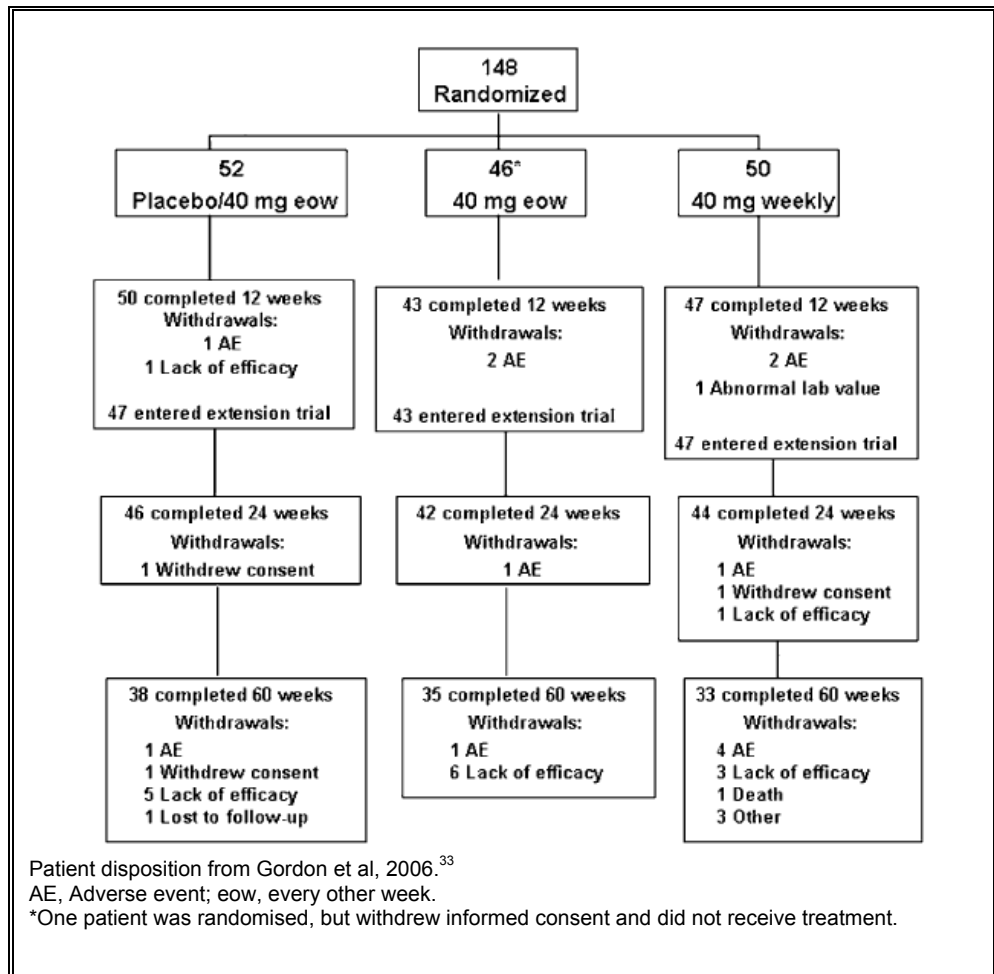 148
Randomized
52
Placebo/40 mg eow
46*
40 mg eow
50
40 mg weekly
50 completed 12 weeks
Withdrawals:
1 AE
1 Lack of efficacy
47 entered extension trial
43 completed 12 weeks
Withdrawals:
2 AE
43 entered extension trial
47 completed 12 weeks
Withdrawals:
2 AE
1 Abnormal lab value
47 entered extension trial
46 completed 24 weeks
Withdrawals:
1 Withdrew consent
42 completed 24 weeks
Withdrawals:
1 AE
44 completed 24 weeks
Withdrawals:
1 AE
1 Withdrew consent
1 Lack of efficacy
38 completed 60 weeks
Withdrawals:
1 AE
1 Withdrew consent
5 Lack of efficacy
1 Lost to follow-up
35 completed 60 weeks
Withdrawals:
1 AE
6 Lack of efficacy
33 completed 60 weeks
Withdrawals:
4 AE
3 Lack of efficacy
1 Death
3 Other
Patient disposition from Gordon et al, 2006.33
AE, Adverse event; eow, every other week.
*One patient was randomised, but withdrew informed consent and did not receive treatment.